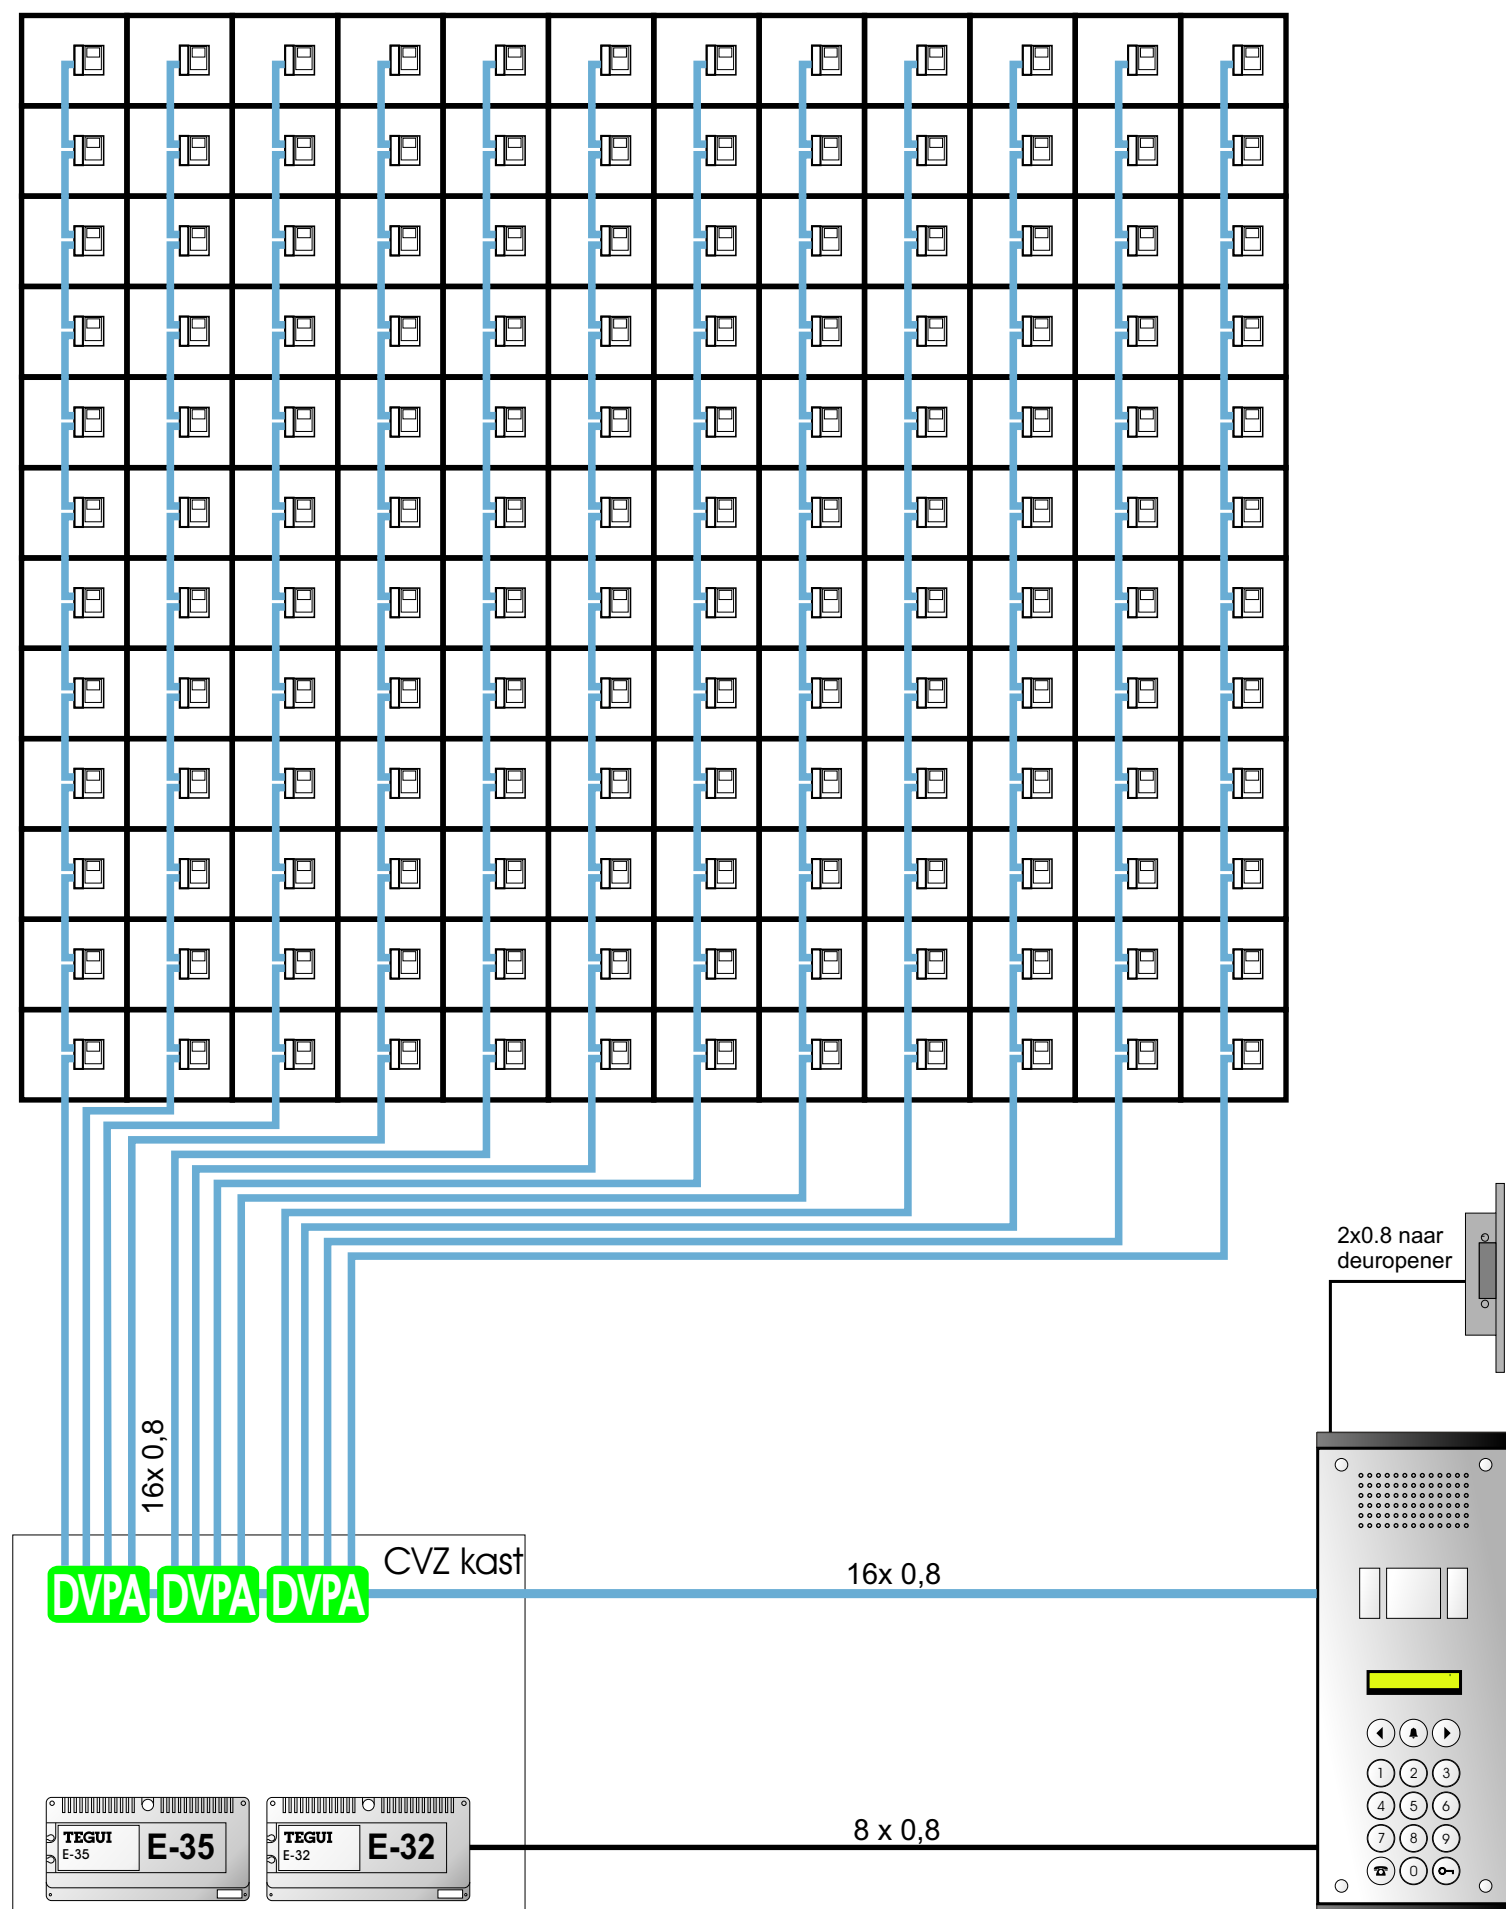 2x0.8 naar
deuropener
16x 0,8
CVZ kast
DVPA DVPA DVPA
16x 0,8
TEGUI
E-35
E-35
TEGUI
E-32
E-32
8 x 0,8
1 2 3
4 5 6
7 8 9
0